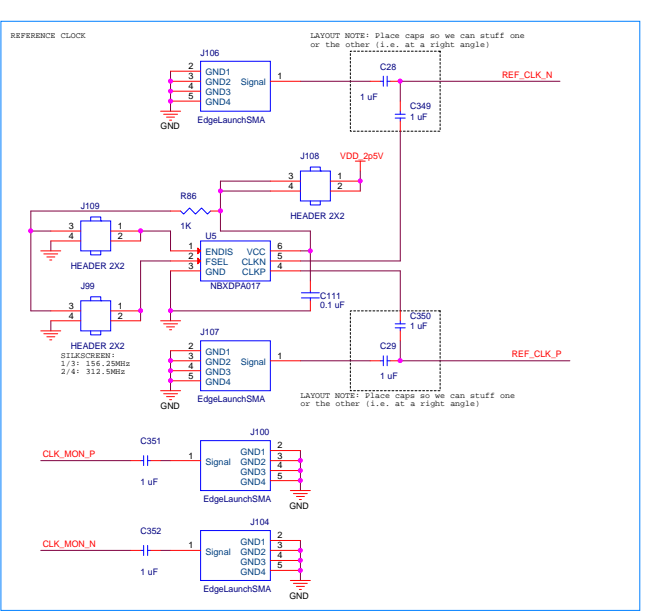 REFERENCE CLOCK
LAYOUT NOTE: Place caps so we can stuff one
or the other (i.e. at a right angle)
J106
2 GND1
3 GND2
4 GND3
5 GND4
Signal 1
EdgeLaunchSMA
GND
C28
1 uF
REF_CLK_N
C349
1 uF
J108
VDD_2p5V
3 1
4 2
HEADER 2X2
R86
1K
J109
3 1
4 2
HEADER 2X2
U5
1 ENDIS VCC 6
2 FSEL CLKN 5
3 GND CLKP 4
NBXDPA017
C111
0.1 uF
J99
3 1
4 2
HEADER 2X2
SILKSCREEN:
1/3: 156.25MHz
2/4: 312.5MHz
J107
2 GND1
3 GND2
4 GND3
5 GND4
Signal 1
EdgeLaunchSMA
GND
C350
1 uF
C29
1 uF
REF_CLK_P
LAYOUT NOTE: Place caps so we can stuff one
or the other (i.e. at a right angle)
CLK_MON_P
C351
1 uF
J100
1 Signal
GND1 2
GND2 3
GND3 4
GND4 5
EdgeLaunchSMA
GND
CLK_MON_N
C352
1 uF
J104
1 Signal
GND1 2
GND2 3
GND3 4
GND4 5
EdgeLaunchSMA
GND